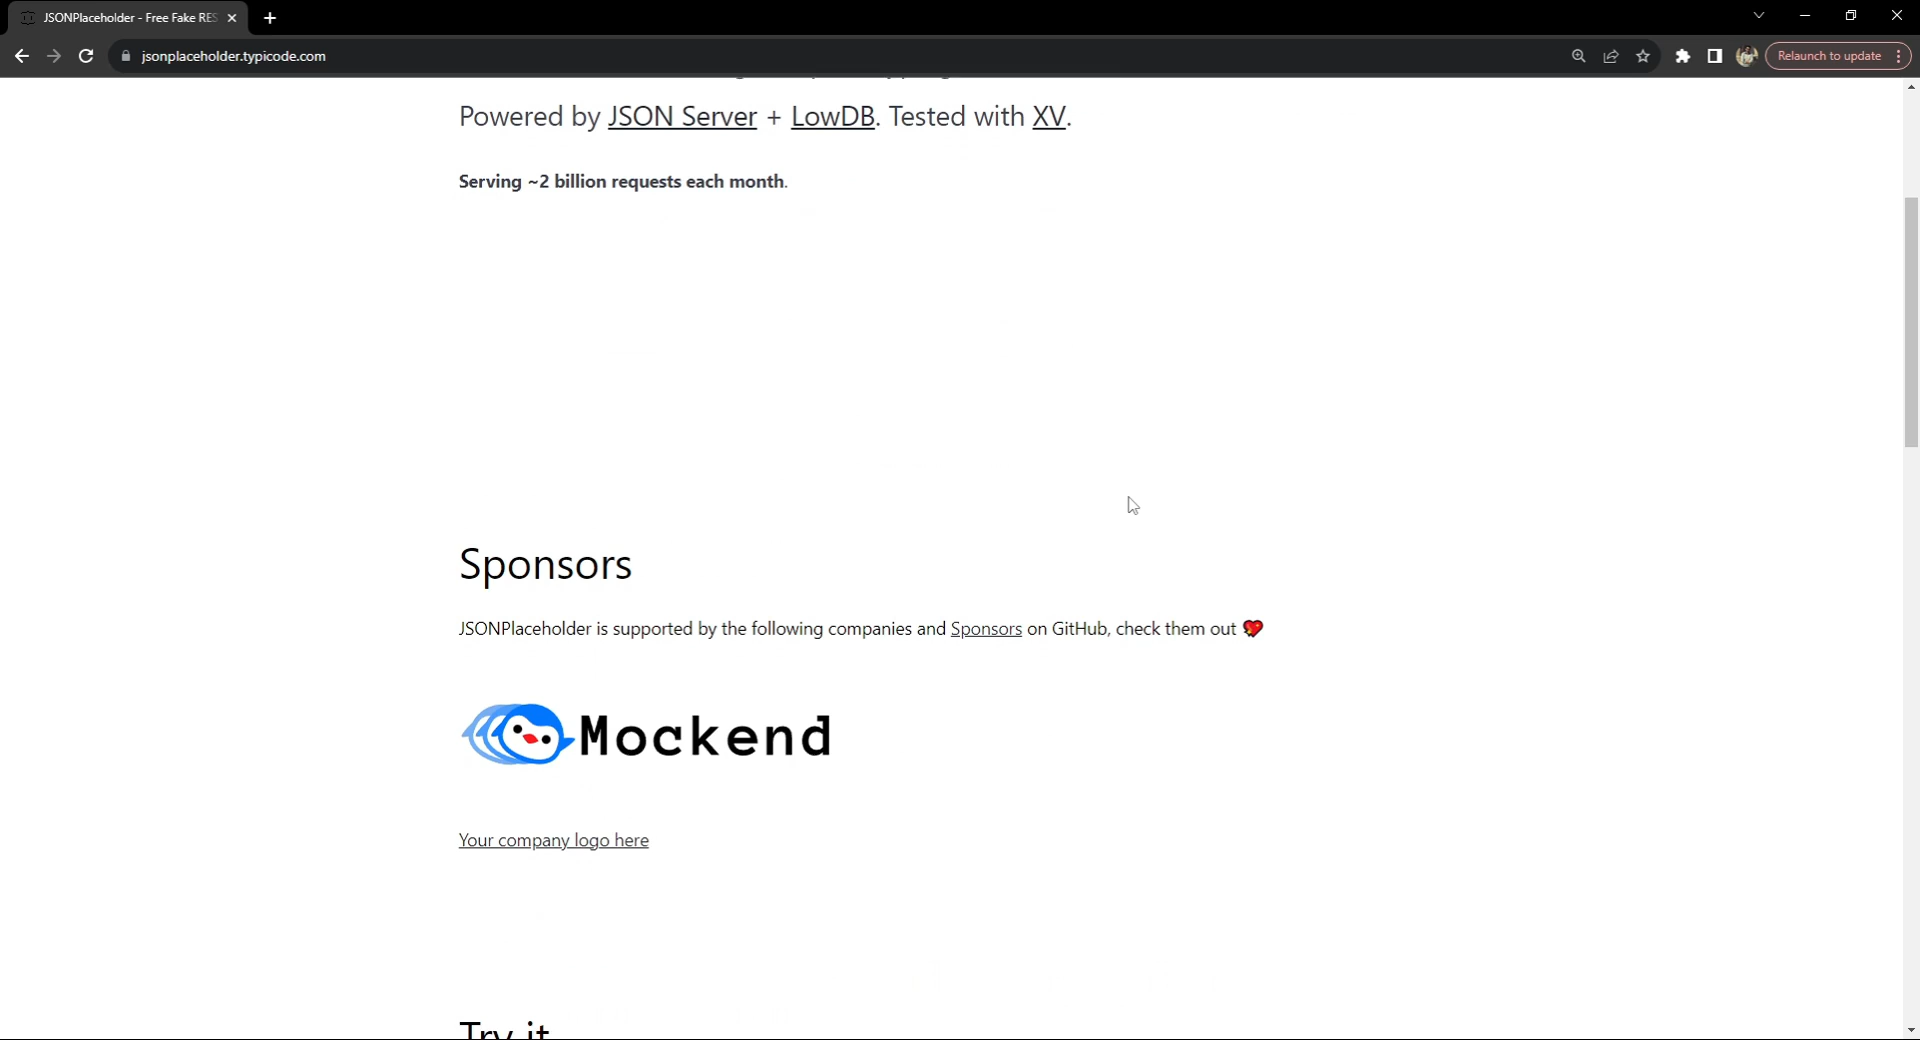 JSONPlaceholder - Free Fake RES
jsonplaceholder.typicode.com
Relaunch to update
Powered by JSON Server + LowDB. Tested with XV.
Serving ~2 billion requests each month.
Sponsors
JSONPlaceholder is supported by the following companies and Sponsors on GitHub, check them out 💖
Mockend
Your company logo here
Try it